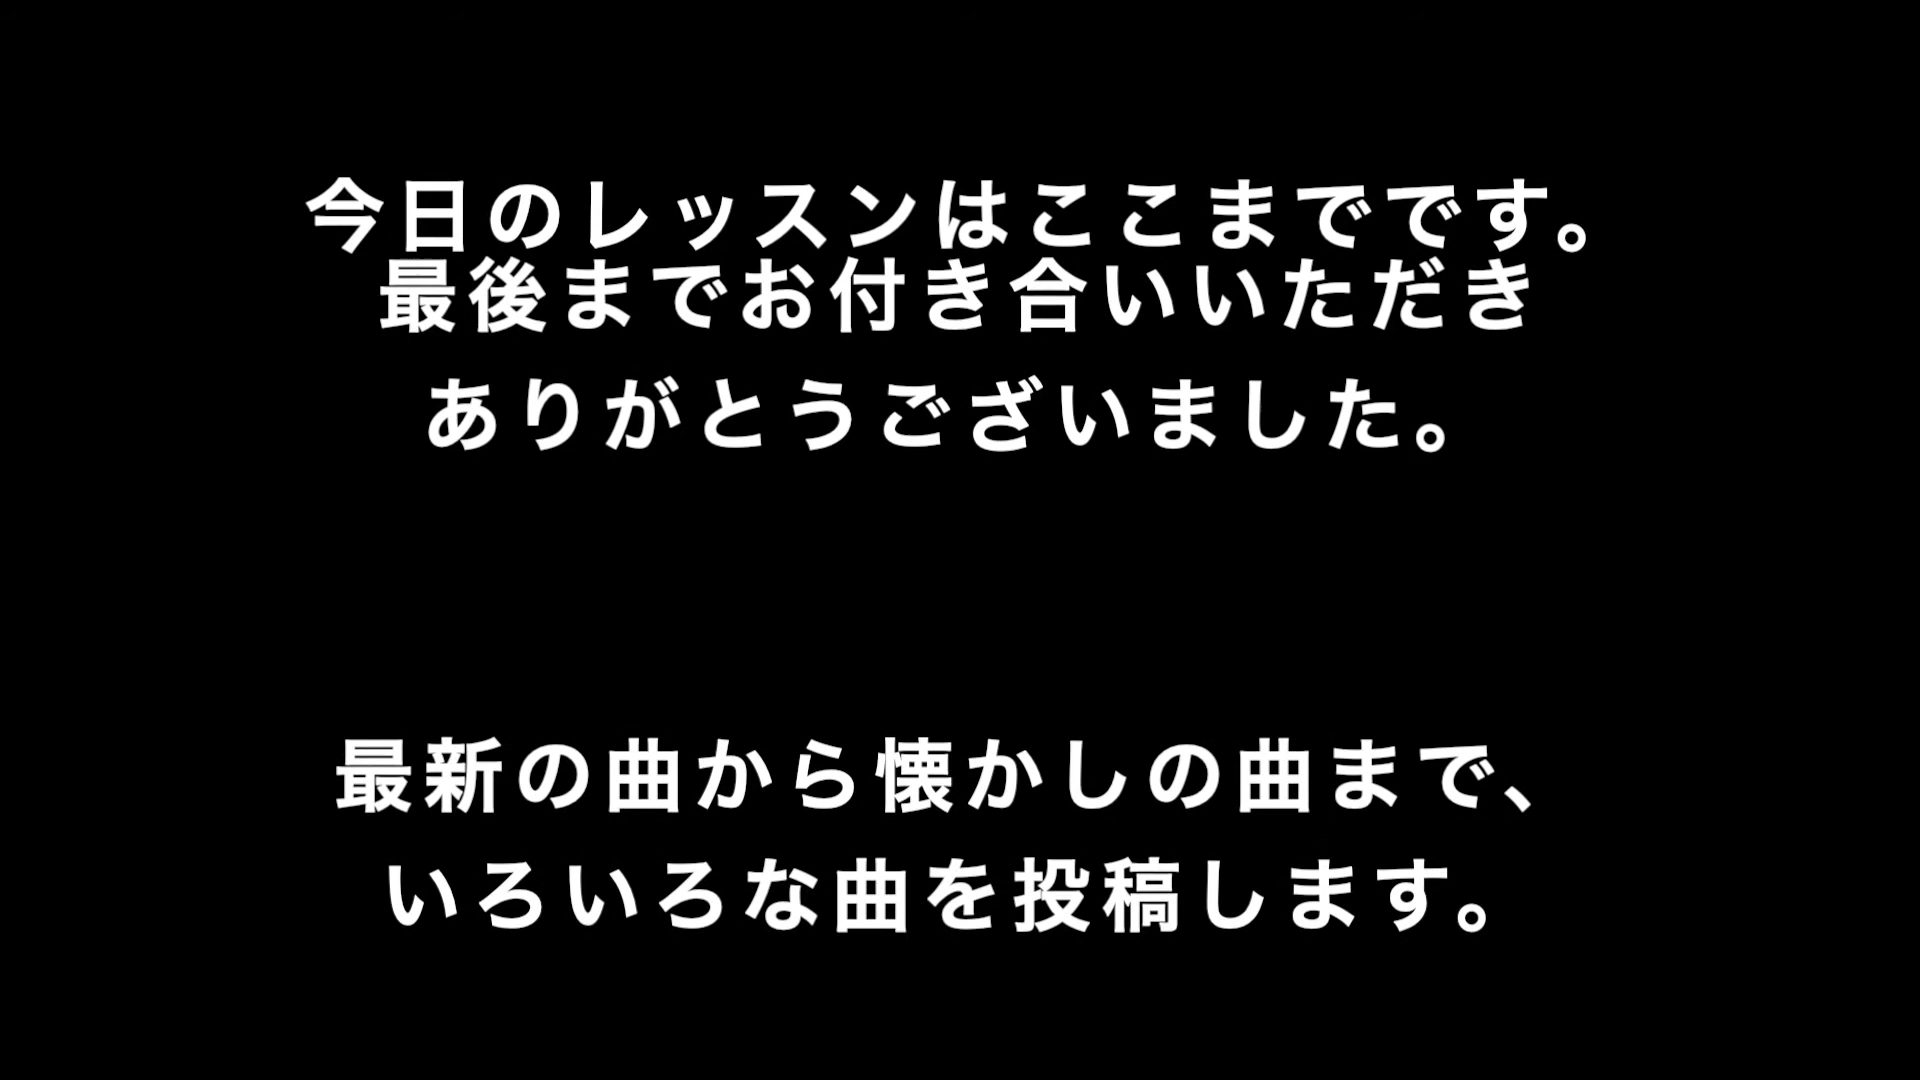 今日のレッスンはここまでです。
最後までお付き合いいただき
ありがとうございました。
最新の曲から懐かしの曲まで、
いろいろな曲を投稿します。